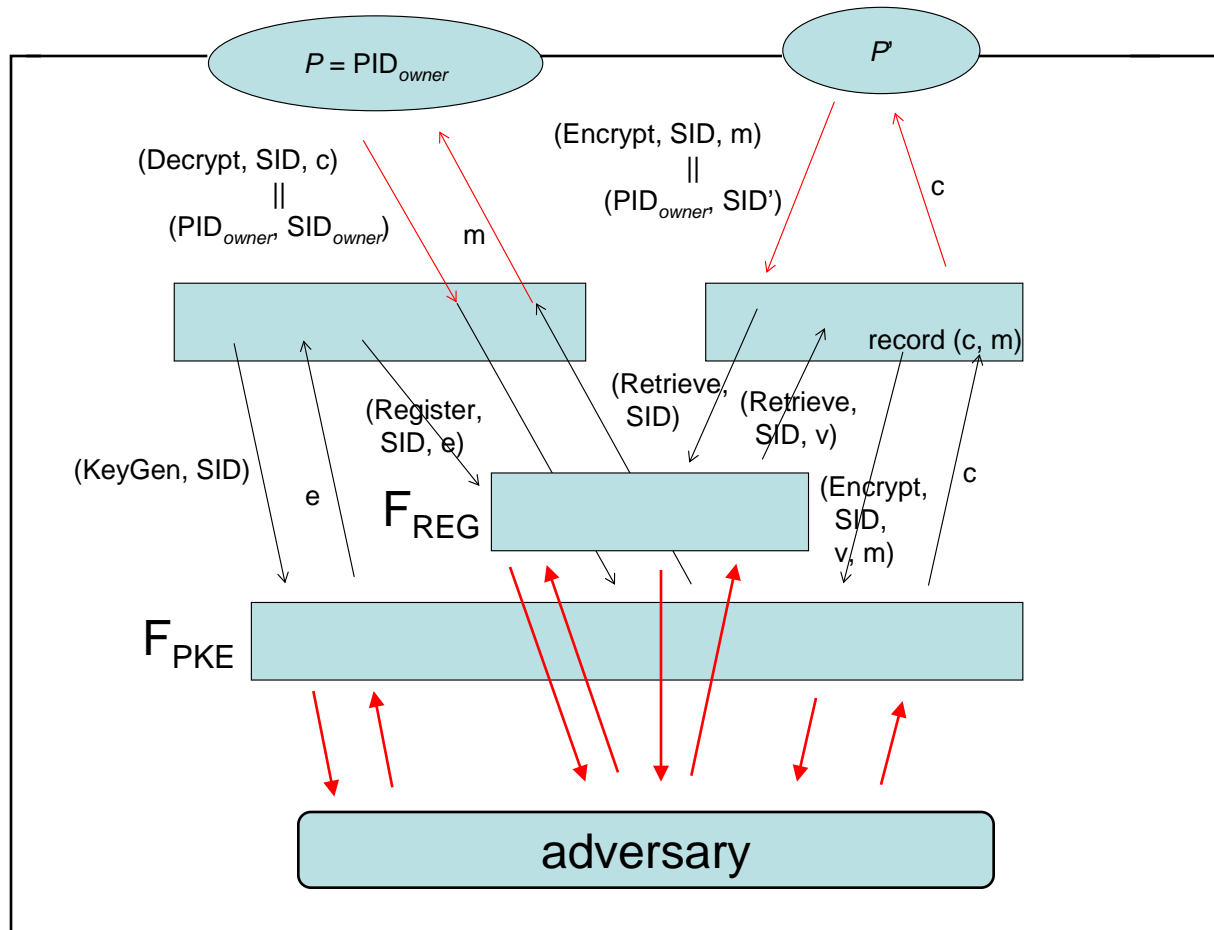 P = PID_owner
P'
(Decrypt, SID, c)
||
(PID_owner, SID_owner)
m
(Encrypt, SID, m)
||
(PID_owner, SID')
c
record (c, m)
(KeyGen, SID)
e
(Register,
SID, e)
(Retrieve,
SID)
(Retrieve,
SID, v)
(Encrypt,
SID,
v, m)
c
F_REG
F_PKE
adversary